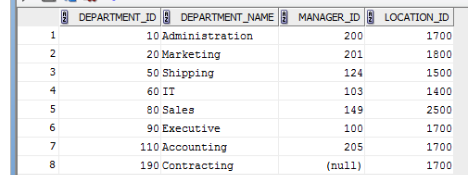 DEPARTMENT_ID DEPARTMENT_NAME MANAGER_ID LOCATION_ID
1 10 Administration 200 1700
2 20 Marketing 201 1800
3 50 Shipping 124 1500
4 60 IT 103 1400
5 80 Sales 149 2500
6 90 Executive 100 1700
7 110 Accounting 205 1700
8 190 Contracting (null) 1700